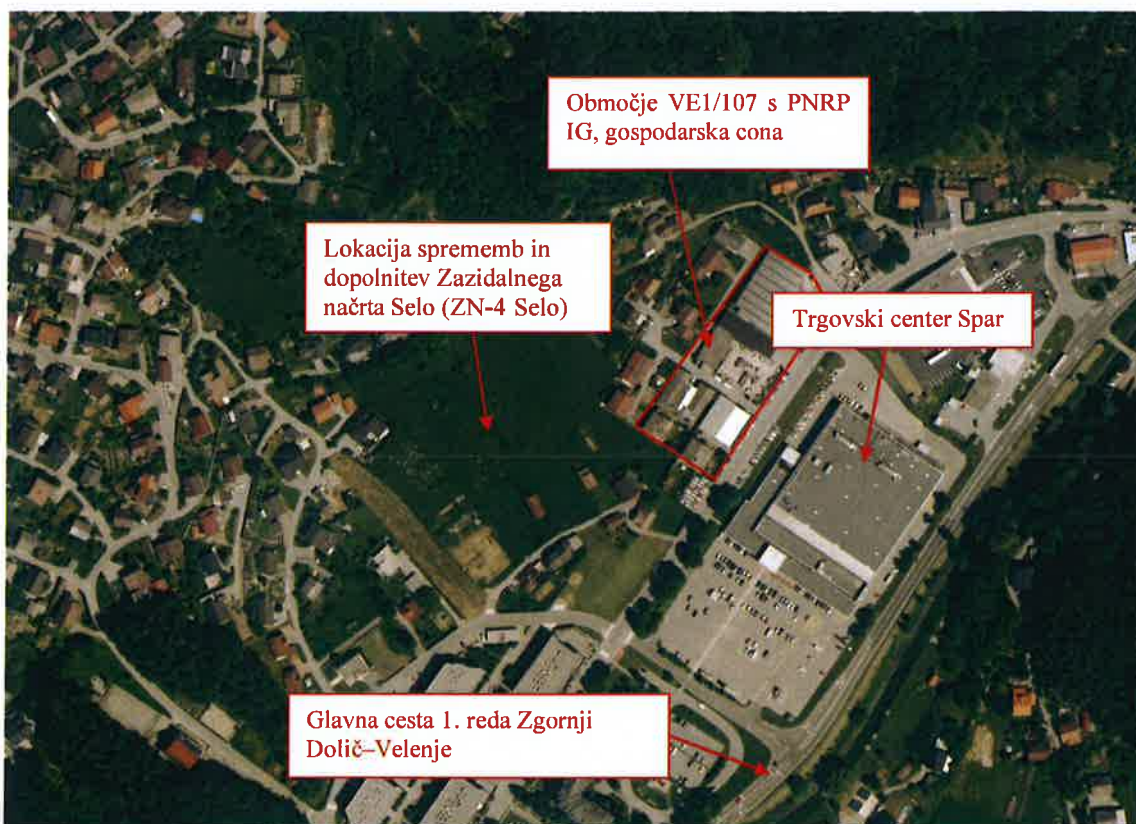 Območje VE1/107 s PNRP
IG, gospodarska cona
Lokacija sprememb in
dopolnitev Zazidalnega
načrta Selo (ZN-4 Selo)
Trgovski center Spar
Glavna cesta 1. reda Zgornji
Dolič–Velenje